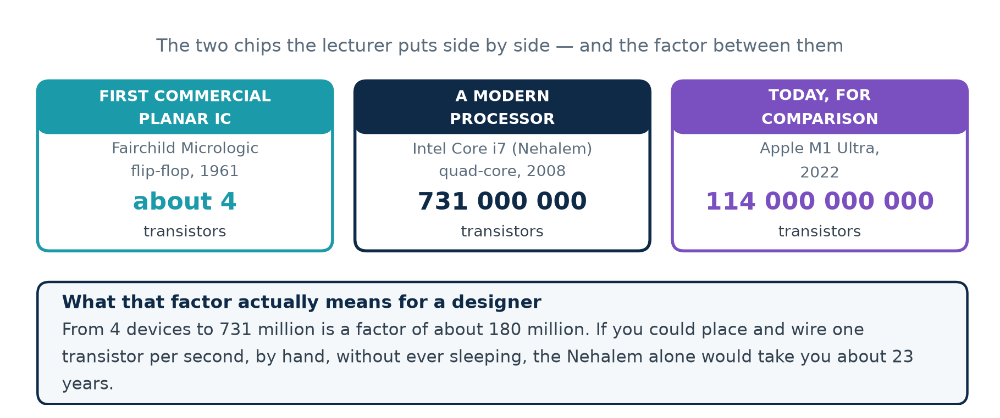 The two chips the lecturer puts side by side — and the factor between them
FIRST COMMERCIAL
PLANAR IC
Fairchild Micrologic
flip-flop, 1961
about 4
transistors
A MODERN
PROCESSOR
Intel Core i7 (Nehalem)
quad-core, 2008
731 000 000
transistors
TODAY, FOR
COMPARISON
Apple M1 Ultra,
2022
114 000 000 000
transistors
What that factor actually means for a designer
From 4 devices to 731 million is a factor of about 180 million. If you could place and wire one
transistor per second, by hand, without ever sleeping, the Nehalem alone would take you about 23
years.